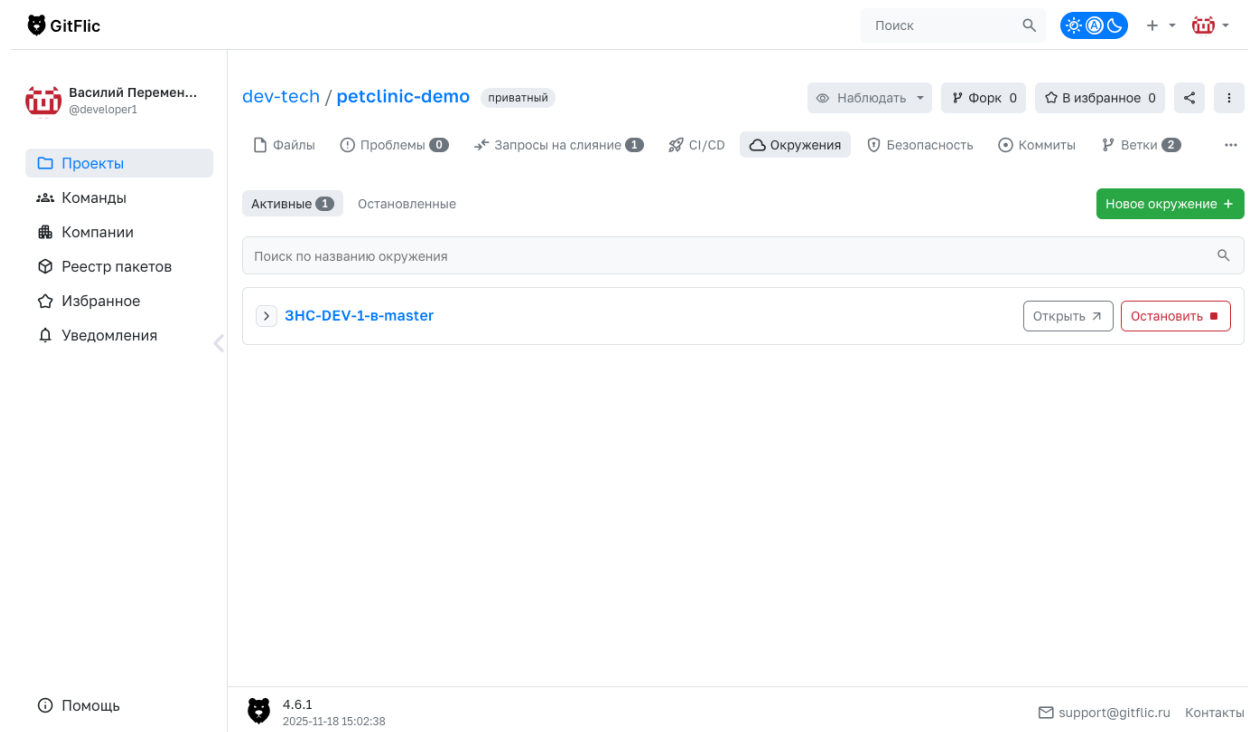 GitFlic
Поиск
Василий Перемен...
@developer1
Проекты
Команды
Компании
Реестр пакетов
Избранное
Уведомления
Помощь
dev-tech / petclinic-demo приватный
Наблюдать
Форк 0
В избранное 0
Файлы
Проблемы 0
Запросы на слияние 1
CI/CD
Окружения
Безопасность
Коммиты
Ветки 2
Активные 1
Остановленные
Новое окружение +
Поиск по названию окружения
ЗНС-DEV-1-в-master
Открыть
Остановить
4.6.1
2025-11-18 15:02:38
support@gitflic.ru
Контакты